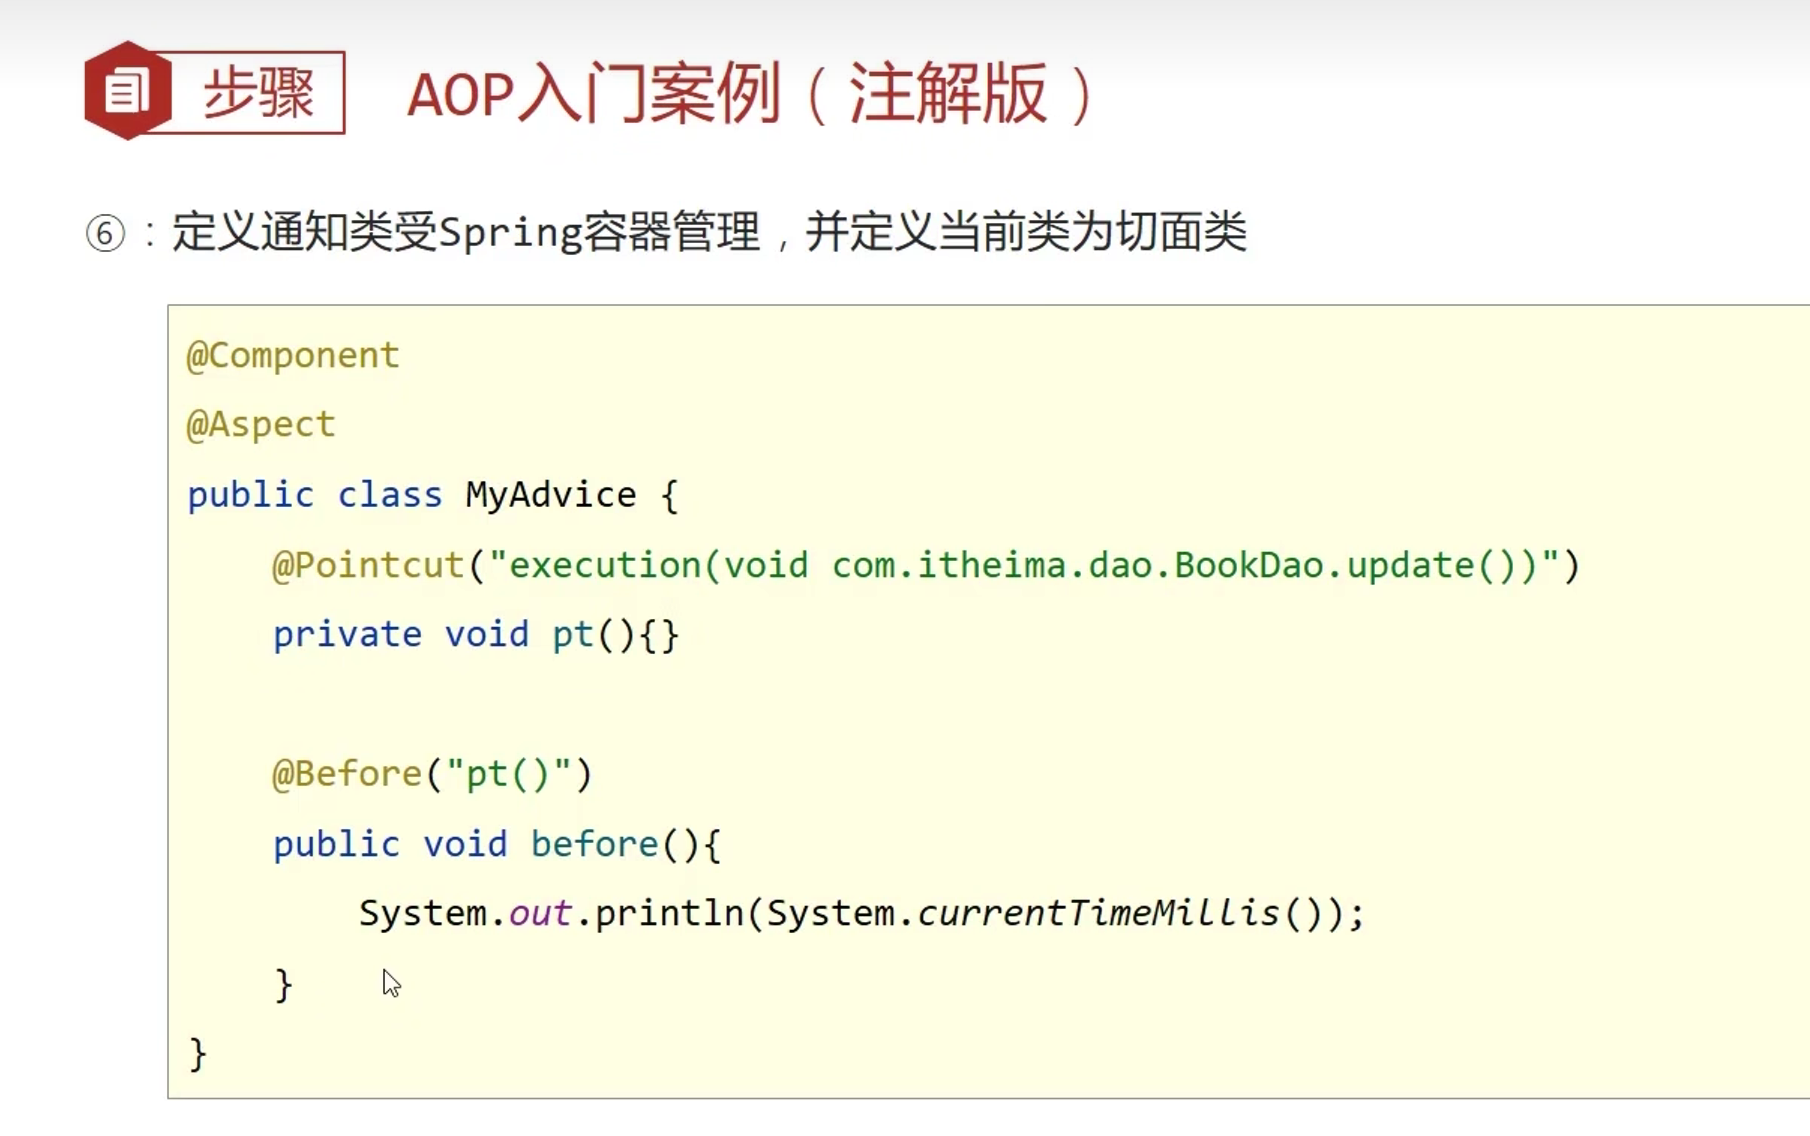 步骤 AOP入门案例（注解版）
⑥：定义通知类受Spring容器管理，并定义当前类为切面类
@Component
@Aspect
public class MyAdvice {
    @Pointcut("execution(void com.itheima.dao.BookDao.update())")
    private void pt(){}
    @Before("pt()")
    public void before(){
        System.out.println(System.currentTimeMillis());
    }
}